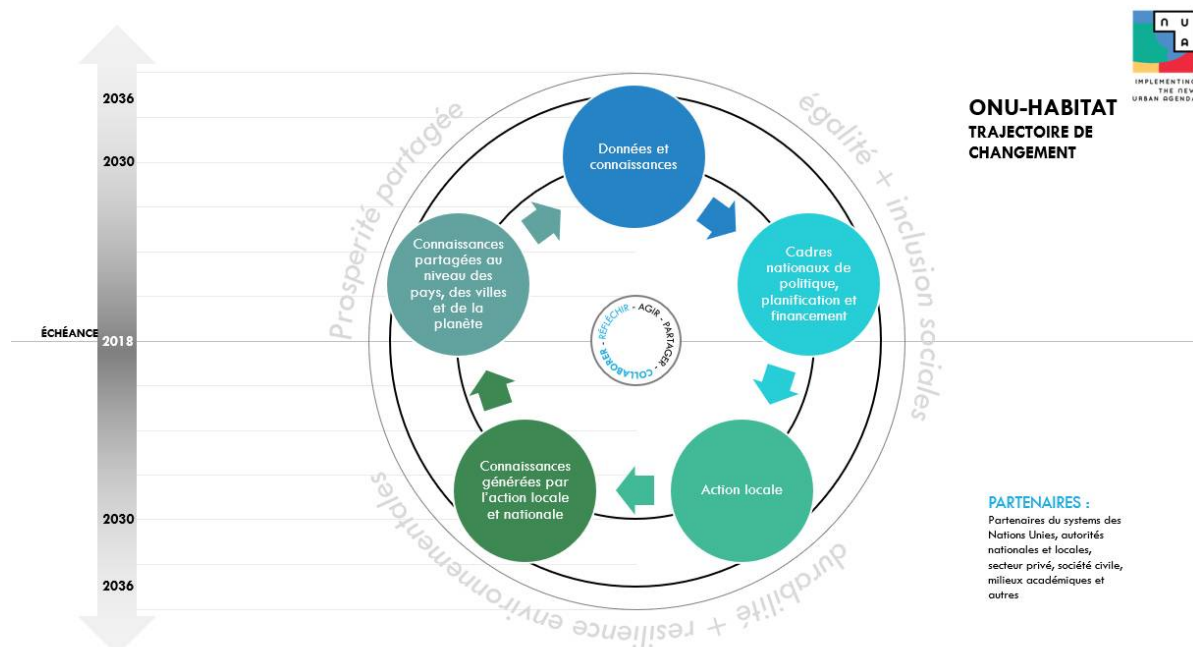 2036
2030
ÉCHÉANCE
2018
2030
2036
Prosperité partagée
égalité + inclusion sociales
durabilité + resilience environnementales
Données et
connaissances
Cadres
nationaux de
politique,
planification et
financement
Action locale
Connaissances
générées par
l'action locale
et nationale
Connaissances
partagées au
niveau des
pays, des villes
et de la
planète
RÉFLÉCHIR - AGIR - PARTAGER - COLLABORER -
N U
A
IMPLEMENTING
THE NEW
URBAN AGENDA
ONU-HABITAT
TRAJECTOIRE DE
CHANGEMENT
PARTENAIRES :
Partenaires du systems des
Nations Unies, autorités
nationales et locales,
secteur privé, société civile,
milieux académiques et
autres